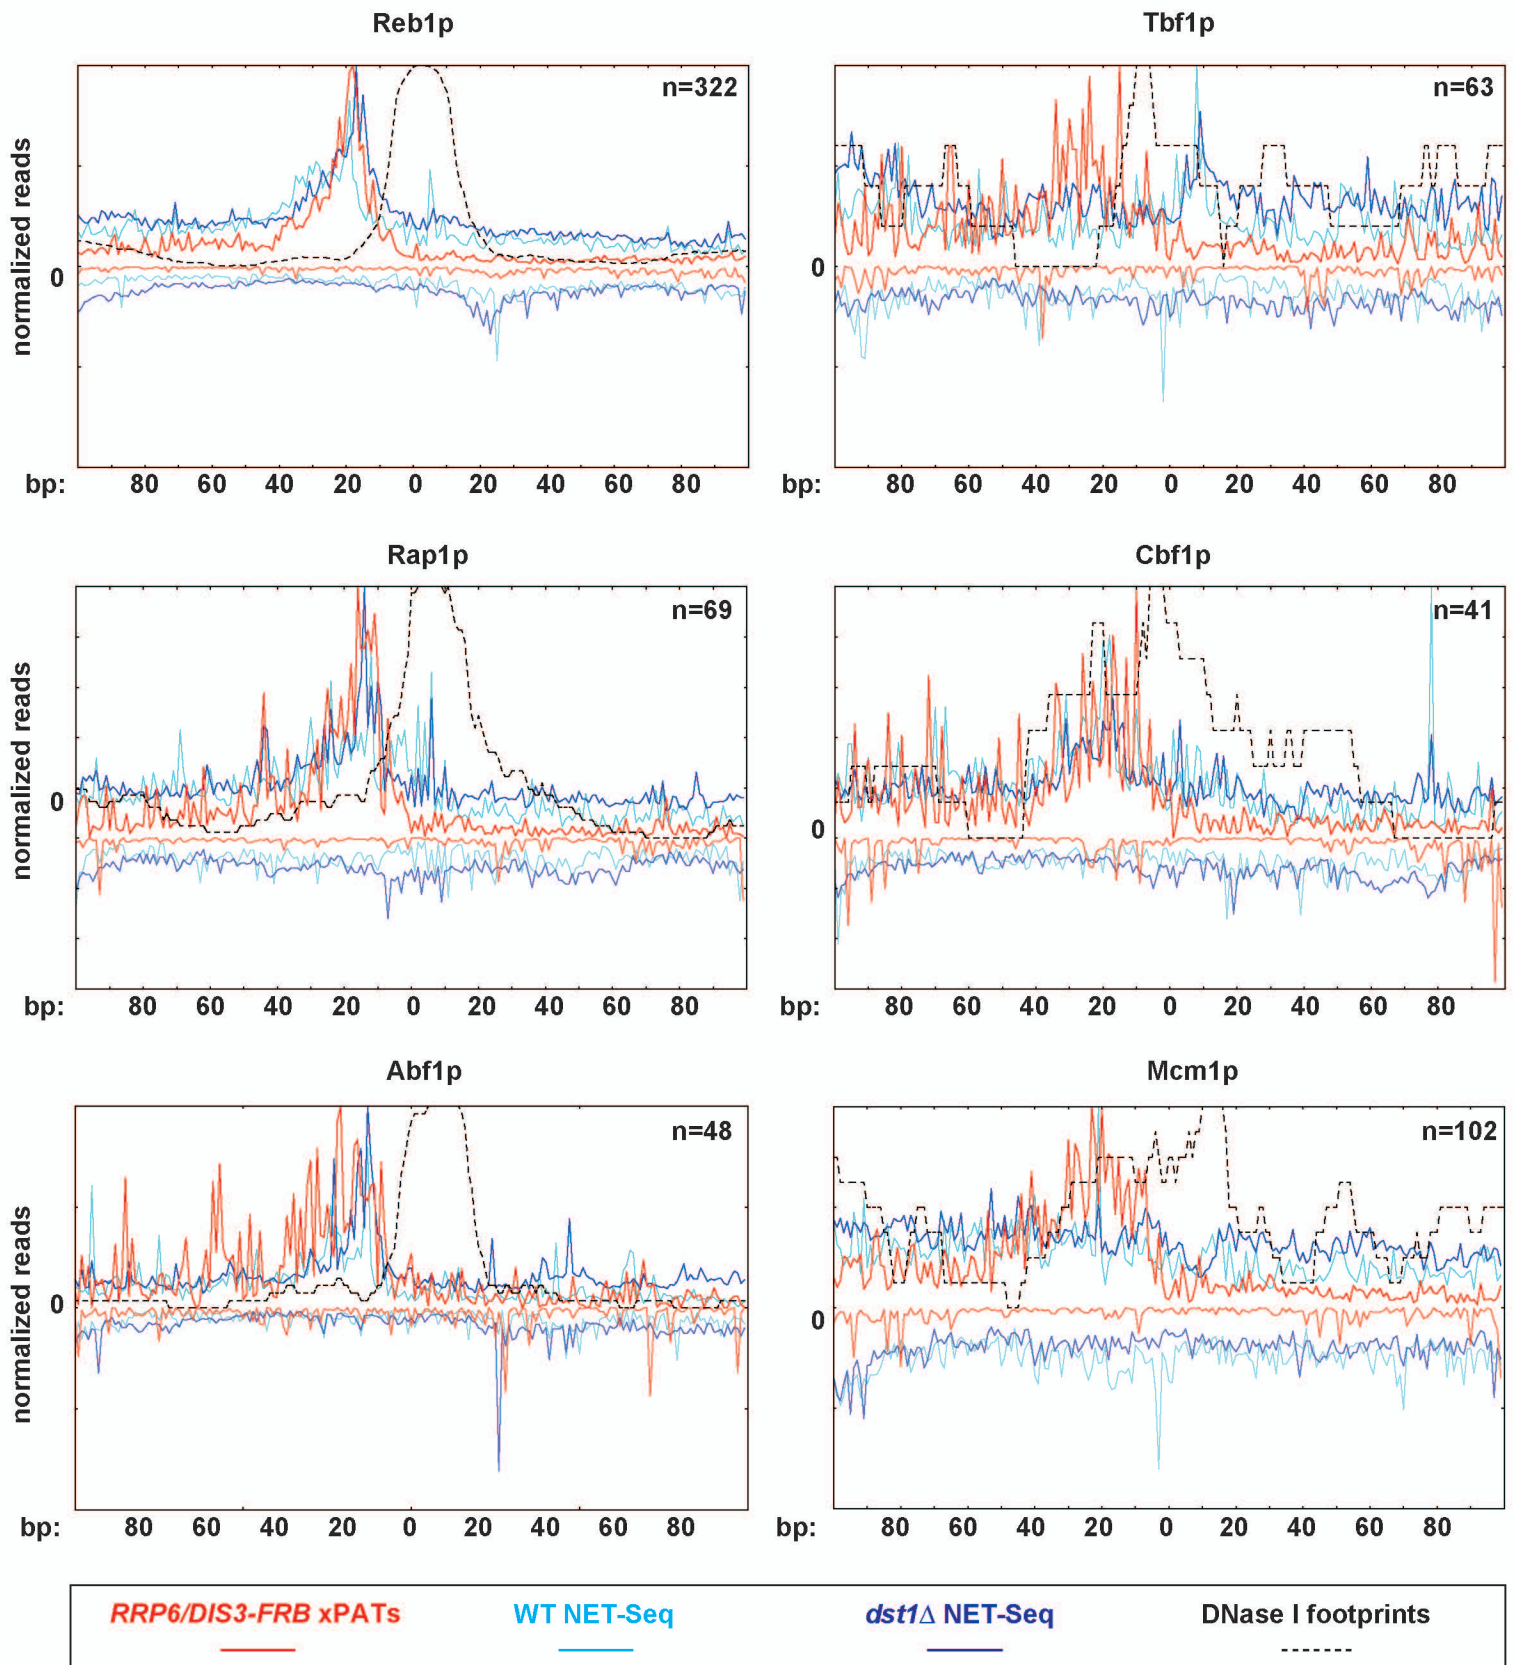 Reb1p
Tbf1p
normalized reads
n=322
n=63
0
0
bp: 80 60 40 20 0 20 40 60 80
bp: 80 60 40 20 0 20 40 60 80
Rap1p
Cbf1p
normalized reads
n=69
n=41
0
0
bp: 80 60 40 20 0 20 40 60 80
bp: 80 60 40 20 0 20 40 60 80
Abf1p
Mcm1p
normalized reads
n=48
n=102
0
0
bp: 80 60 40 20 0 20 40 60 80
bp: 80 60 40 20 0 20 40 60 80
RRP6/DIS3-FRB xPATs
WT NET-Seq
dst1Δ NET-Seq
DNase I footprints